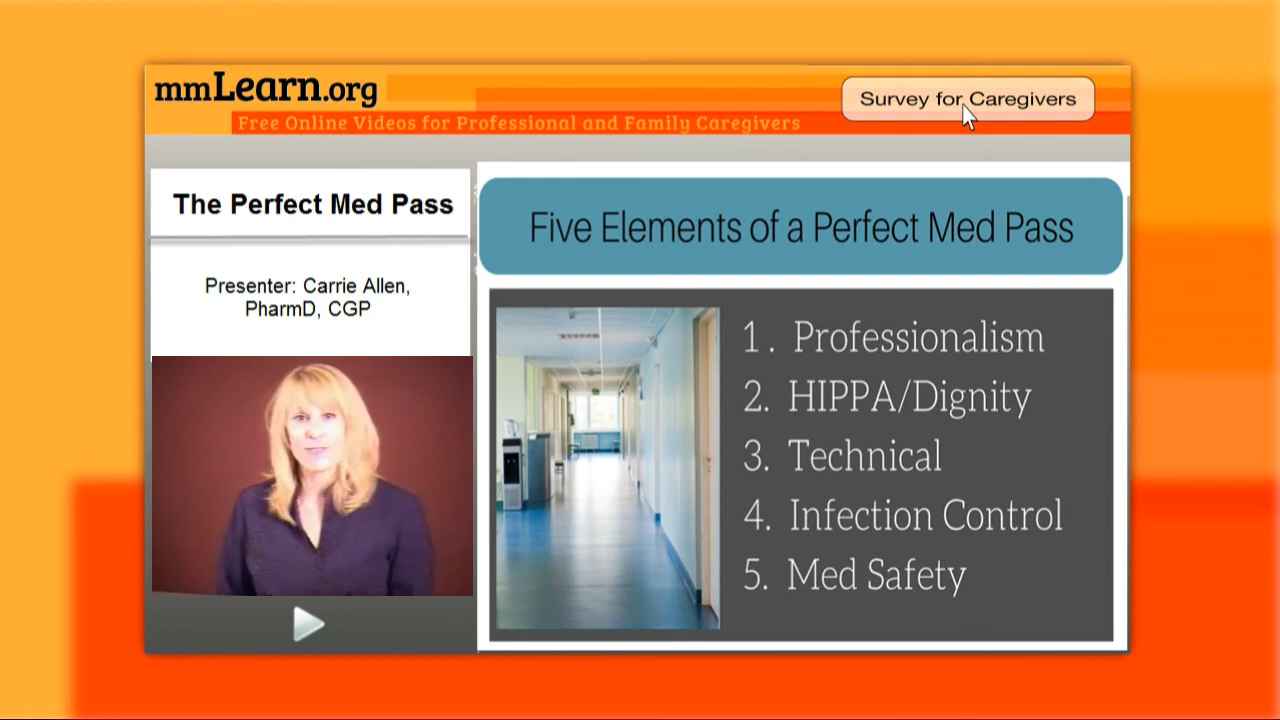 mmLearn.org
Free Online Videos for Professional and Family Caregivers
Survey for Caregivers
The Perfect Med Pass
Presenter: Carrie Allen,
PharmD, CGP
Five Elements of a Perfect Med Pass
1. Professionalism
2. HIPPA/Dignity
3. Technical
4. Infection Control
5. Med Safety